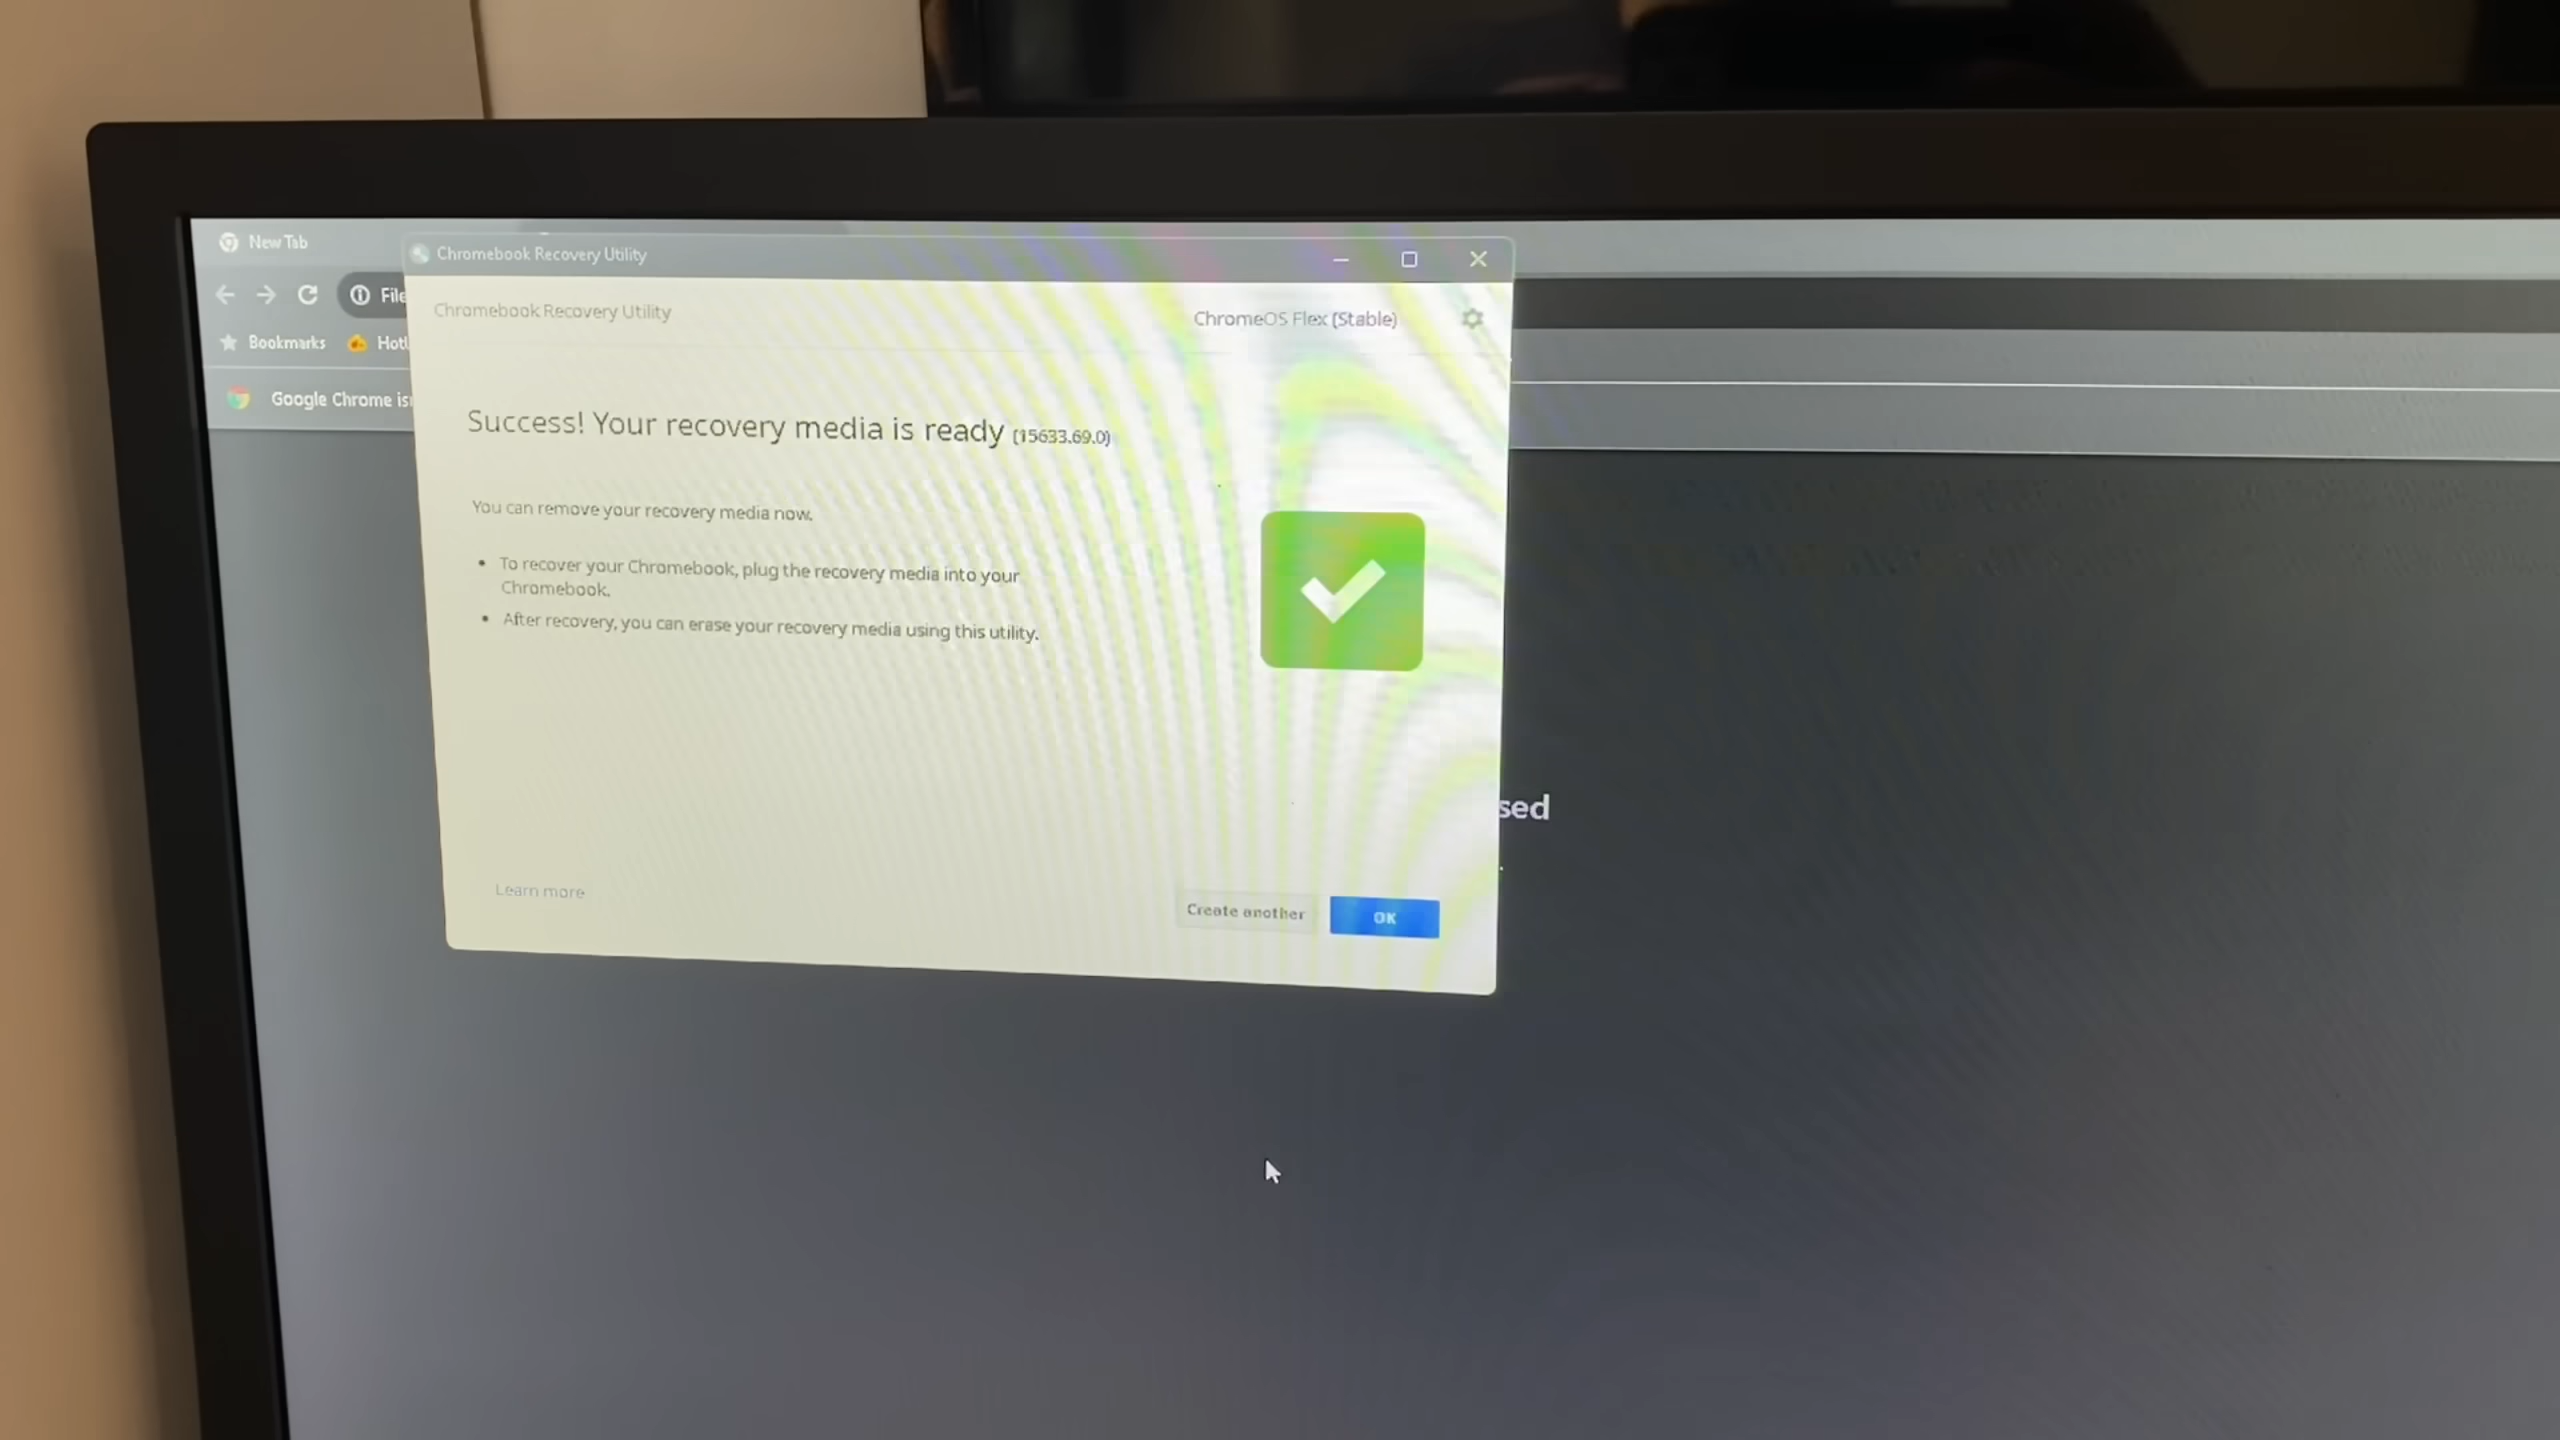 New Tab
Chromebook Recovery Utility
File
Chromebook Recovery Utility
ChromeOS Flex (Stable)
Bookmarks
Google Chrome
Success! Your recovery media is ready (15633.69.0)
You can remove your recovery media now.
• To recover your Chromebook, plug the recovery media into your
Chromebook.
• After recovery, you can erase your recovery media using this utility.
sed
Learn more
Create another
OK